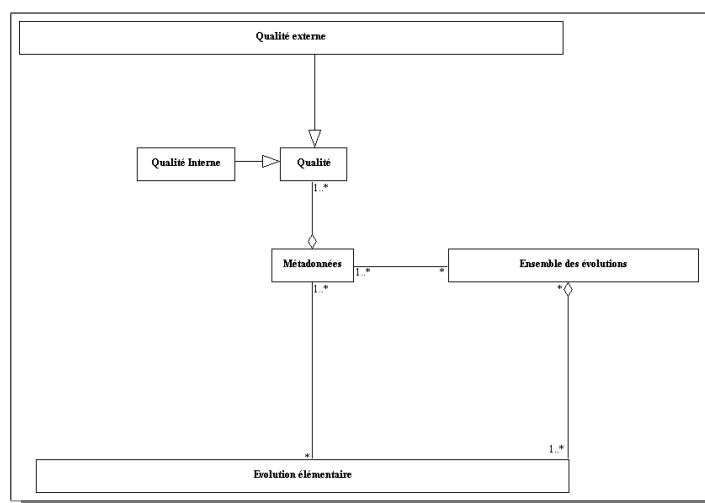 Qualité externe
Qualité Interne
Qualité
1..*
Métadonnées
Ensemble des évolutions
1..*
*
1..*
*
1..*
*
Evolution élémentaire